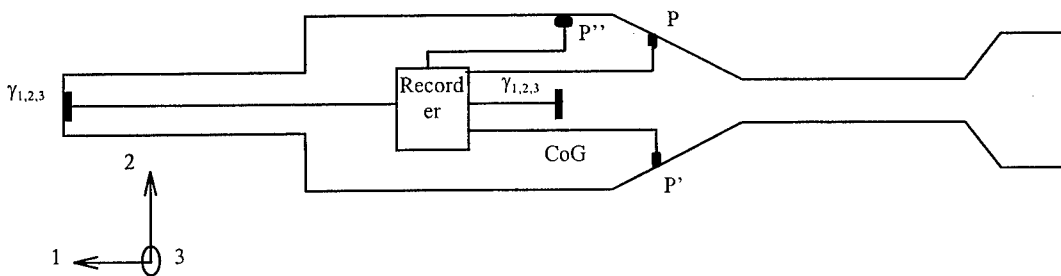 P''
P
γ1,2,3
Record
er
γ1,2,3
CoG
P'
2
1
3